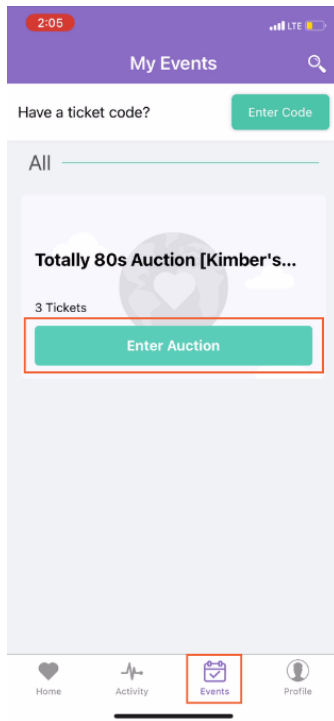 2:05
LTE
My Events
Have a ticket code?
Enter Code
All
Totally 80s Auction [Kimber's...
3 Tickets
Enter Auction
Home
Activity
Events
Profile